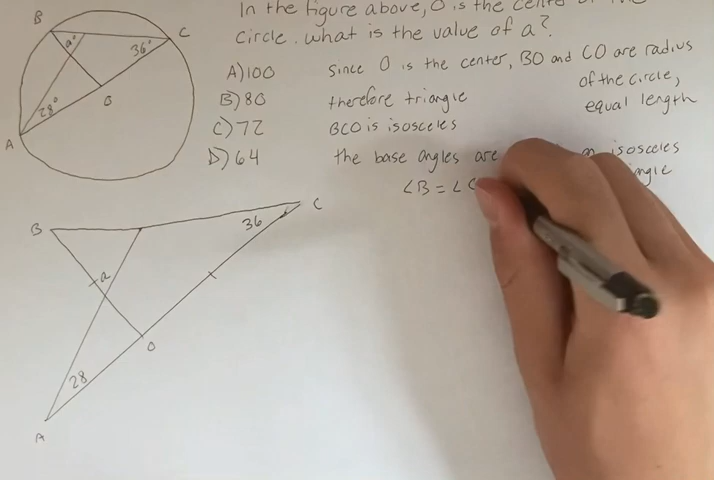 In the figure above, O is the
circle. what is the value of a?
B
a°
C
36°
28°
O
A
A) 100
B) 80
C) 72
D) 64
since O is the center, BO and CO are radius
of the circle,
equal length
therefore triangle
BCO is isosceles
the base angles are isosceles
∠B = ∠C
B
C
36
a
O
28
A